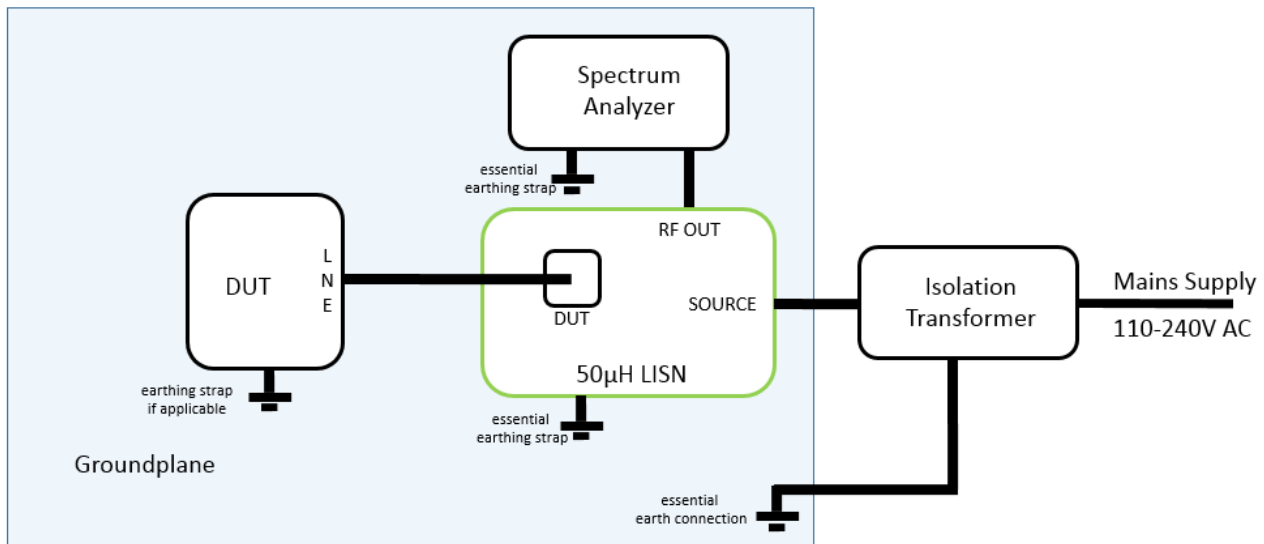 Spectrum
Analyzer
essential
earthing strap
RF OUT
L
N
E
DUT
DUT
SOURCE
50µH LISN
Isolation
Transformer
Mains Supply
110-240V AC
earthing strap
if applicable
essential
earthing strap
Groundplane
essential
earth connection